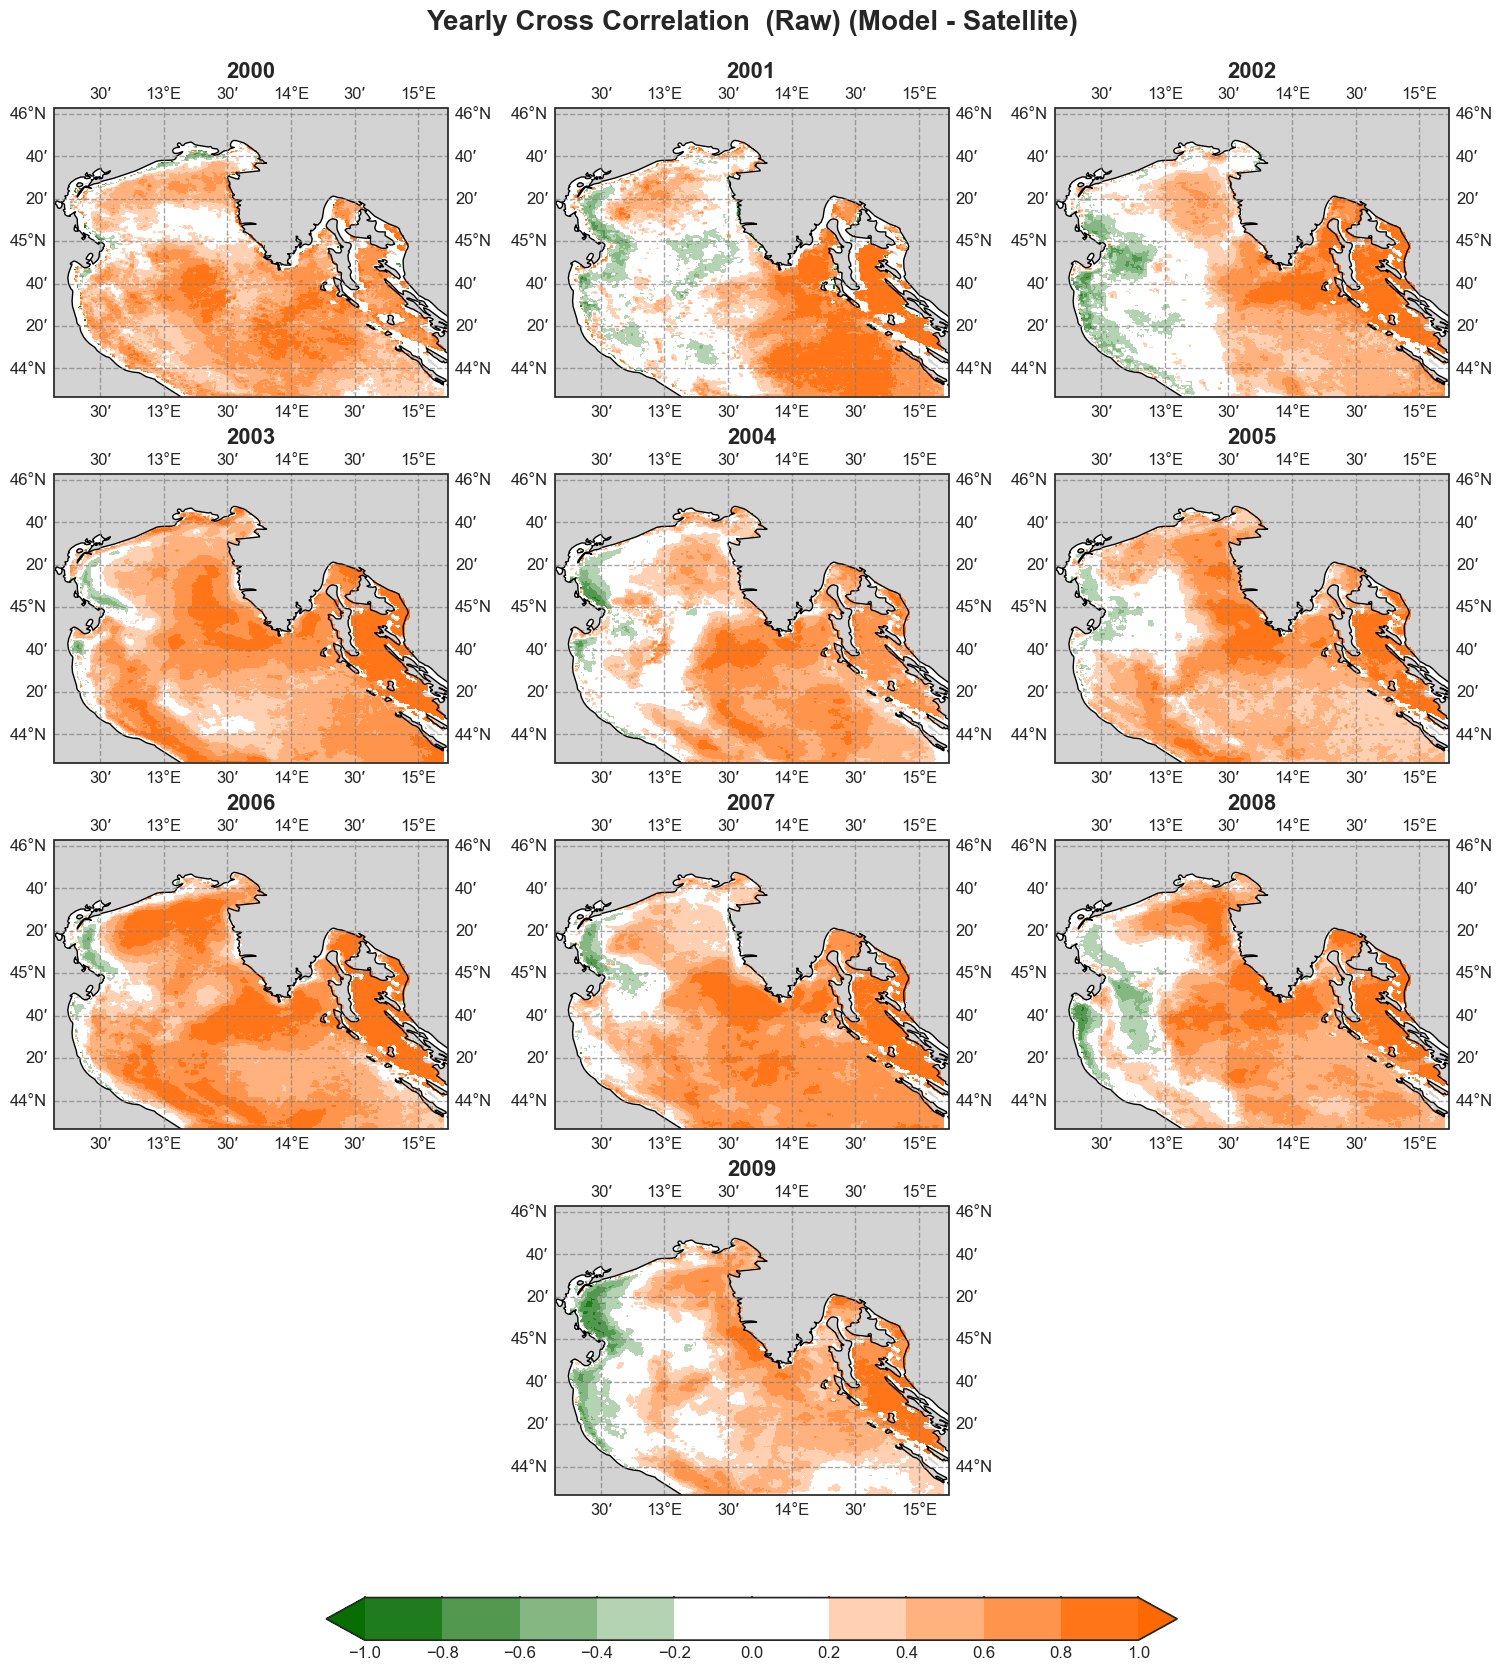 Yearly Cross Correlation  (Raw) (Model - Satellite)
2000 2001 2002
30′ 13°E 30′ 14°E 30′ 15°E 30′ 13°E 30′ 14°E 30′ 15°E 30′ 13°E 30′ 14°E 30′ 15°E
46°N 46°N 46°N 46°N 46°N 46°N
40′ 40′ 40′ 40′ 40′ 40′
20′ 20′ 20′ 20′ 20′ 20′
45°N 45°N 45°N 45°N 45°N 45°N
40′ 40′ 40′ 40′ 40′ 40′
20′ 20′ 20′ 20′ 20′ 20′
44°N 44°N 44°N 44°N 44°N 44°N
30′ 13°E 30′ 14°E 30′ 15°E 30′ 13°E 30′ 14°E 30′ 15°E 30′ 13°E 30′ 14°E 30′ 15°E
2003 2004 2005
30′ 13°E 30′ 14°E 30′ 15°E 30′ 13°E 30′ 14°E 30′ 15°E 30′ 13°E 30′ 14°E 30′ 15°E
46°N 46°N 46°N 46°N 46°N 46°N
40′ 40′ 40′ 40′ 40′ 40′
20′ 20′ 20′ 20′ 20′ 20′
45°N 45°N 45°N 45°N 45°N 45°N
40′ 40′ 40′ 40′ 40′ 40′
20′ 20′ 20′ 20′ 20′ 20′
44°N 44°N 44°N 44°N 44°N 44°N
30′ 13°E 30′ 14°E 30′ 15°E 30′ 13°E 30′ 14°E 30′ 15°E 30′ 13°E 30′ 14°E 30′ 15°E
2006 2007 2008
30′ 13°E 30′ 14°E 30′ 15°E 30′ 13°E 30′ 14°E 30′ 15°E 30′ 13°E 30′ 14°E 30′ 15°E
46°N 46°N 46°N 46°N 46°N 46°N
40′ 40′ 40′ 40′ 40′ 40′
20′ 20′ 20′ 20′ 20′ 20′
45°N 45°N 45°N 45°N 45°N 45°N
40′ 40′ 40′ 40′ 40′ 40′
20′ 20′ 20′ 20′ 20′ 20′
44°N 44°N 44°N 44°N 44°N 44°N
30′ 13°E 30′ 14°E 30′ 15°E 30′ 13°E 30′ 14°E 30′ 15°E 30′ 13°E 30′ 14°E 30′ 15°E
2009
30′ 13°E 30′ 14°E 30′ 15°E
46°N 46°N
40′ 40′
20′ 20′
45°N 45°N
40′ 40′
20′ 20′
44°N 44°N
30′ 13°E 30′ 14°E 30′ 15°E
−1.0 −0.8 −0.6 −0.4 −0.2 0.0 0.2 0.4 0.6 0.8 1.0